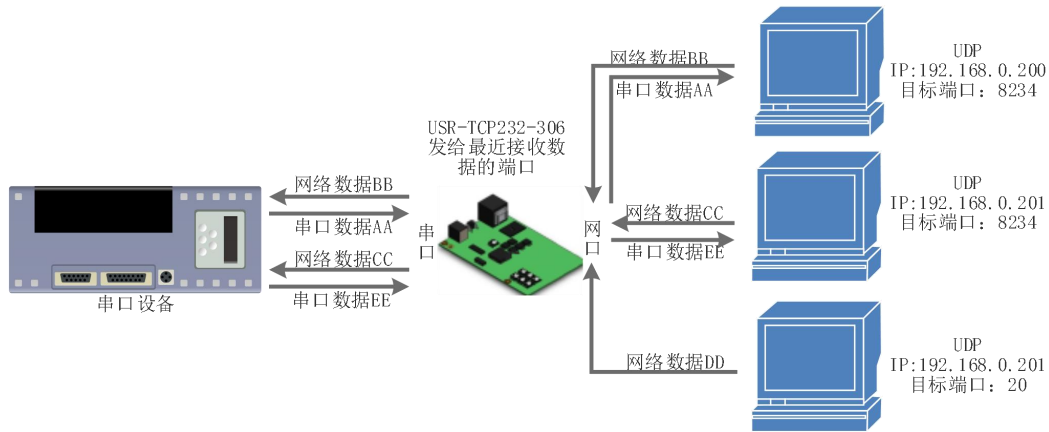 网络数据BB
串口数据AA
UDP
IP:192.168.0.200
目标端口: 8234
USR-TCP232-306
发给最近接收数
据的端口
网络数据BB
串口数据AA
网络数据CC
串口数据EE
串口设备
串口
网口
网络数据CC
串口数据EE
UDP
IP:192.168.0.201
目标端口: 8234
网络数据DD
UDP
IP:192.168.0.201
目标端口: 20